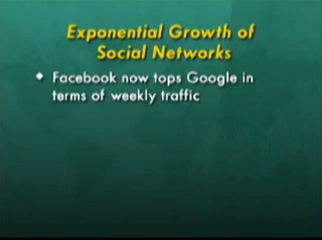 Exponential Growth of
Social Networks
◆ Facebook now tops Google in
terms of weekly traffic